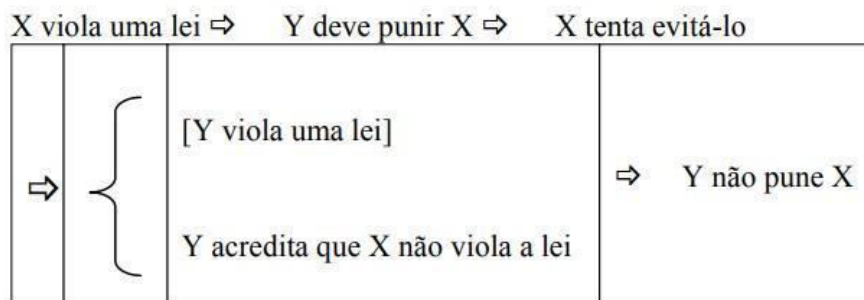 X viola uma lei ⇨ Y deve punir X ⇨ X tenta evitá-lo
[Y viola uma lei]
⇨ { ⇨ Y não pune X
Y acredita que X não viola a lei